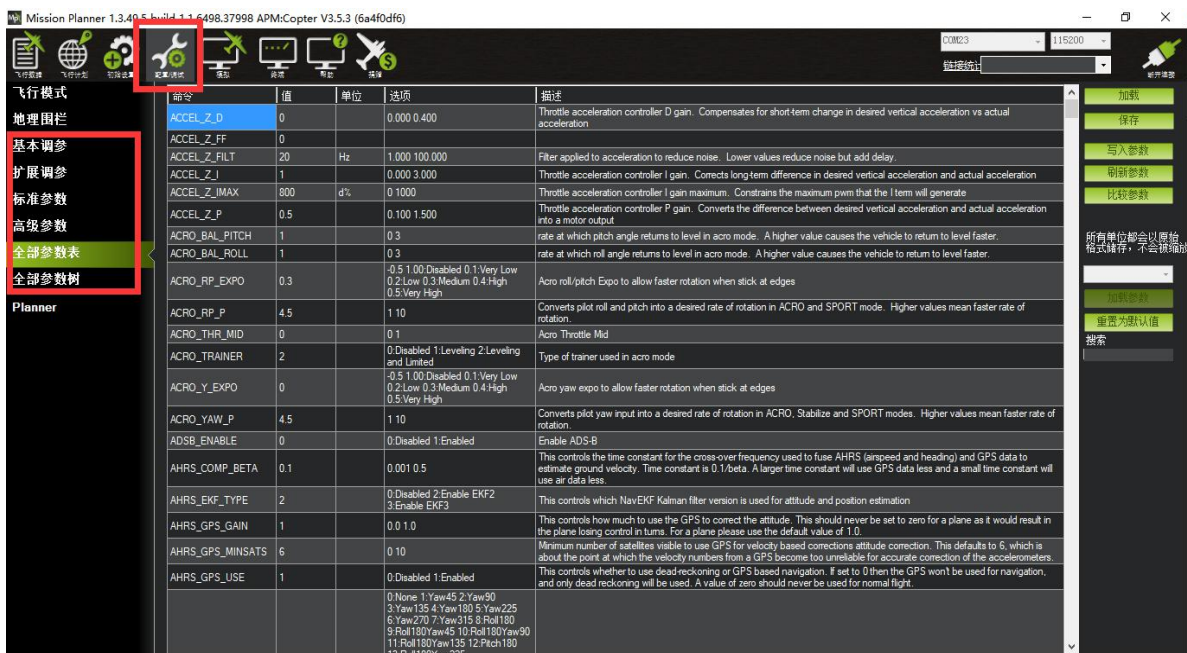 Mission Planner 1.3.49.5 build 1.1.6498.37998 APM:Copter V3.5.3 (6a4f0df6)
飞行数据 飞行计划 初始设置 配置/调试 模拟 终端 帮助 捐赠
COM23 115200
链接统计
断开连接
飞行模式
地理围栏
基本调参
扩展调参
标准参数
高级参数
全部参数表
全部参数树
Planner
命令 值 单位 选项 描述
ACCEL_Z_D 0 0.000 0.400 Throttle acceleration controller D gain. Compensates for short-term change in desired vertical acceleration vs actual
acceleration
ACCEL_Z_FF 0
ACCEL_Z_FILT 20 Hz 1.000 100.000 Filter applied to acceleration to reduce noise. Lower values reduce noise but add delay.
ACCEL_Z_I 1 0.000 3.000 Throttle acceleration controller I gain. Corrects long-term difference in desired vertical acceleration and actual acceleration
ACCEL_Z_IMAX 800 d% 0 1000 Throttle acceleration controller I gain maximum. Constrains the maximum pwm that the I term will generate
ACCEL_Z_P 0.5 0.100 1.500 Throttle acceleration controller P gain. Converts the difference between desired vertical acceleration and actual acceleration
into a motor output
ACRO_BAL_PITCH 1 0 3 rate at which pitch angle returns to level in acro mode. A higher value causes the vehicle to return to level faster.
ACRO_BAL_ROLL 1 0 3 rate at which roll angle returns to level in acro mode. A higher value causes the vehicle to return to level faster.
ACRO_RP_EXPO 0.3 -0.5 1.00:Disabled 0.1:Very Low
0.2:Low 0.3:Medium 0.4:High
0.5:Very High
Acro roll/pitch Expo to allow faster rotation when stick at edges
ACRO_RP_P 4.5 1 10 Converts pilot roll and pitch into a desired rate of rotation in ACRO and SPORT mode. Higher values mean faster rate of
rotation.
ACRO_THR_MID 0 0 1 Acro Throttle Mid
ACRO_TRAINER 2 0:Disabled 1:Leveling 2:Leveling
and Limited
Type of trainer used in acro mode
ACRO_Y_EXPO 0 -0.5 1.00:Disabled 0.1:Very Low
0.2:Low 0.3:Medium 0.4:High
0.5:Very High
Acro yaw expo to allow faster rotation when stick at edges
ACRO_YAW_P 4.5 1 10 Converts pilot yaw input into a desired rate of rotation in ACRO, Stabilize and SPORT modes. Higher values mean faster rate of
rotation.
ADSB_ENABLE 0 0:Disabled 1:Enabled Enable ADS-B
AHRS_COMP_BETA 0.1 0.001 0.5 This controls the time constant for the cross-over frequency used to fuse AHRS (airspeed and heading) and GPS data to
estimate ground velocity. Time constant is 0.1/beta. A larger time constant will use GPS data less and a small time constant will
use air data less.
AHRS_EKF_TYPE 2 0:Disabled 2:Enable EKF2
3:Enable EKF3
This controls which NavEKF Kalman filter version is used for attitude and position estimation
AHRS_GPS_GAIN 1 0.0 1.0 This controls how much to use the GPS to correct the attitude. This should never be set to zero for a plane as it would result in
the plane losing control in turns. For a plane please use the default value of 1.0.
AHRS_GPS_MINSATS 6 0 10 Minimum number of satellites visible to use GPS for velocity based corrections attitude correction. This defaults to 6, which is
about the point at which the velocity numbers from a GPS become too unreliable for accurate correction of the accelerometers.
AHRS_GPS_USE 1 0:Disabled 1:Enabled This controls whether to use dead-reckoning or GPS based navigation. If set to 0 then the GPS won't be used for navigation,
and only dead reckoning will be used. A value of zero should never be used for normal flight.
0:None 1:Yaw45 2:Yaw90
3:Yaw135 4:Yaw180 5:Yaw225
6:Yaw270 7:Yaw315 8:Roll180
9:Roll180Yaw45 10:Roll180Yaw90
11:Roll180Yaw135 12:Pitch180
加载
保存
写入参数
刷新参数
比较参数
所有单位都会以原始
格式储存，不会被缩放
加载参数
重置为默认值
搜索